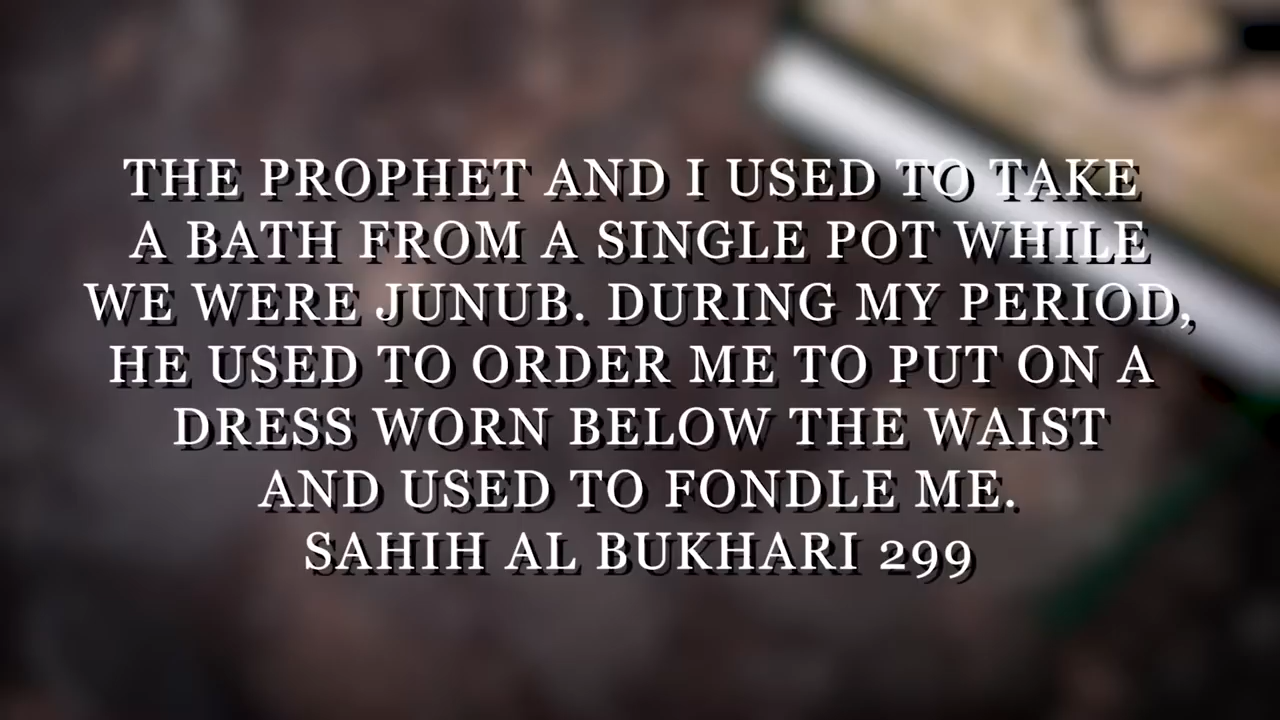 THE PROPHET AND I USED TO TAKE
A BATH FROM A SINGLE POT WHILE
WE WERE JUNUB. DURING MY PERIOD,
HE USED TO ORDER ME TO PUT ON A
DRESS WORN BELOW THE WAIST
AND USED TO FONDLE ME.
SAHIH AL BUKHARI 299